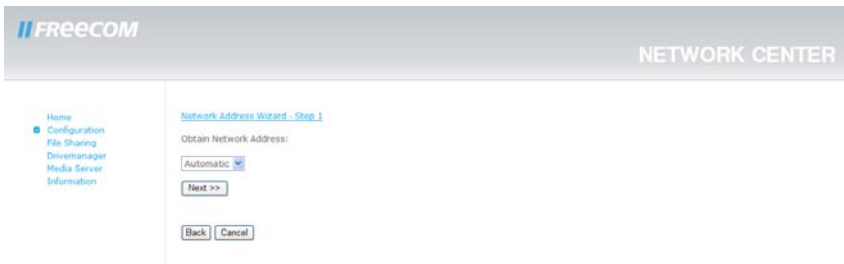 FREECOM
NETWORK CENTER
Home
Configuration
File Sharing
Drivemanager
Media Server
Information
Network Address Wizard - Step 1
Obtain Network Address:
Automatic
Next >>
Back Cancel